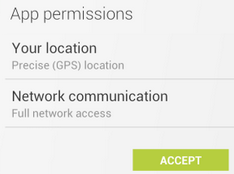 App permissions
Your location
Precise (GPS) location
Network communication
Full network access
ACCEPT